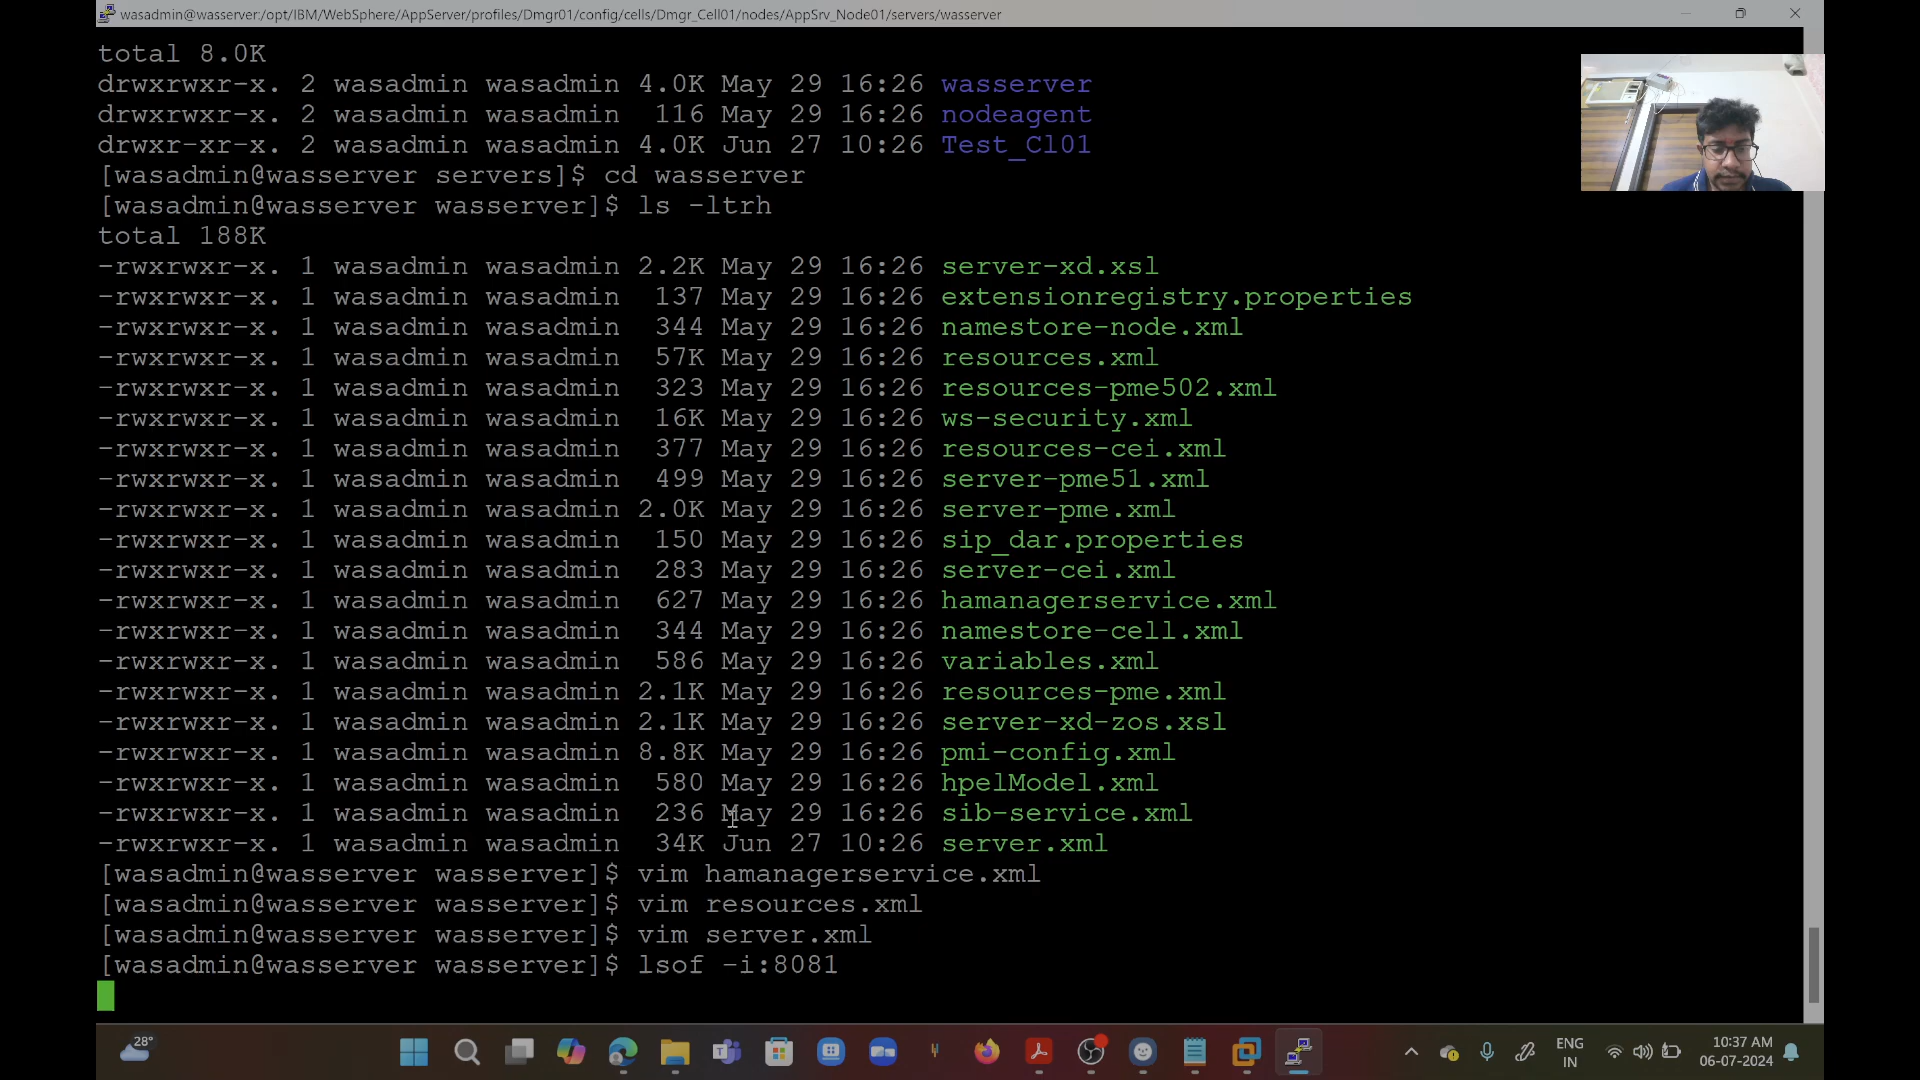 wasadmin@wasserver:/opt/IBM/WebSphere/AppServer/profiles/Dmgr01/config/cells/Dmgr_Cell01/nodes/AppSrv_Node01/servers/wasserver
total 8.0K
drwxrwxr-x. 2 wasadmin wasadmin 4.0K May 29 16:26 wasserver
drwxrwxr-x. 2 wasadmin wasadmin  116 May 29 16:26 nodeagent
drwxr-xr-x. 2 wasadmin wasadmin 4.0K Jun 27 10:26 Test_Cl01
[wasadmin@wasserver servers]$ cd wasserver
[wasadmin@wasserver wasserver]$ ls -ltrh
total 188K
-rwxrwxr-x. 1 wasadmin wasadmin 2.2K May 29 16:26 server-xd.xsl
-rwxrwxr-x. 1 wasadmin wasadmin  137 May 29 16:26 extensionregistry.properties
-rwxrwxr-x. 1 wasadmin wasadmin  344 May 29 16:26 namestore-node.xml
-rwxrwxr-x. 1 wasadmin wasadmin  57K May 29 16:26 resources.xml
-rwxrwxr-x. 1 wasadmin wasadmin  323 May 29 16:26 resources-pme502.xml
-rwxrwxr-x. 1 wasadmin wasadmin  16K May 29 16:26 ws-security.xml
-rwxrwxr-x. 1 wasadmin wasadmin  377 May 29 16:26 resources-cei.xml
-rwxrwxr-x. 1 wasadmin wasadmin  499 May 29 16:26 server-pme51.xml
-rwxrwxr-x. 1 wasadmin wasadmin 2.0K May 29 16:26 server-pme.xml
-rwxrwxr-x. 1 wasadmin wasadmin  150 May 29 16:26 sip_dar.properties
-rwxrwxr-x. 1 wasadmin wasadmin  283 May 29 16:26 server-cei.xml
-rwxrwxr-x. 1 wasadmin wasadmin  627 May 29 16:26 hamanagerservice.xml
-rwxrwxr-x. 1 wasadmin wasadmin  344 May 29 16:26 namestore-cell.xml
-rwxrwxr-x. 1 wasadmin wasadmin  586 May 29 16:26 variables.xml
-rwxrwxr-x. 1 wasadmin wasadmin 2.1K May 29 16:26 resources-pme.xml
-rwxrwxr-x. 1 wasadmin wasadmin 2.1K May 29 16:26 server-xd-zos.xsl
-rwxrwxr-x. 1 wasadmin wasadmin 8.8K May 29 16:26 pmi-config.xml
-rwxrwxr-x. 1 wasadmin wasadmin  580 May 29 16:26 hpelModel.xml
-rwxrwxr-x. 1 wasadmin wasadmin  236 May 29 16:26 sib-service.xml
-rwxrwxr-x. 1 wasadmin wasadmin  34K Jun 27 10:26 server.xml
[wasadmin@wasserver wasserver]$ vim hamanagerservice.xml
[wasadmin@wasserver wasserver]$ vim resources.xml
[wasadmin@wasserver wasserver]$ vim server.xml
[wasadmin@wasserver wasserver]$ lsof -i:8081
28°
ENG
IN
10:37 AM
06-07-2024